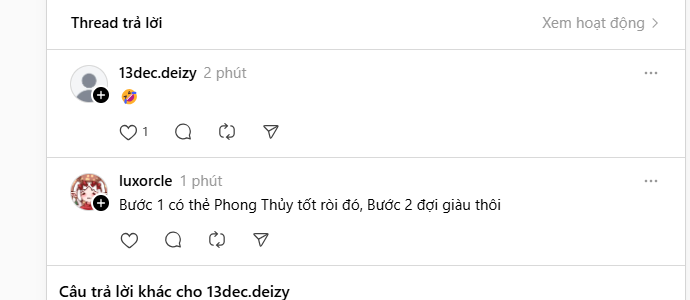 Thread trả lời
Xem hoạt động
13dec.deizy 2 phút
🤣
1
luxorcle 1 phút
Bước 1 có thẻ Phong Thủy tốt ròi đó, Bước 2 đợi giàu thôi
Câu trả lời khác cho 13dec.deizy